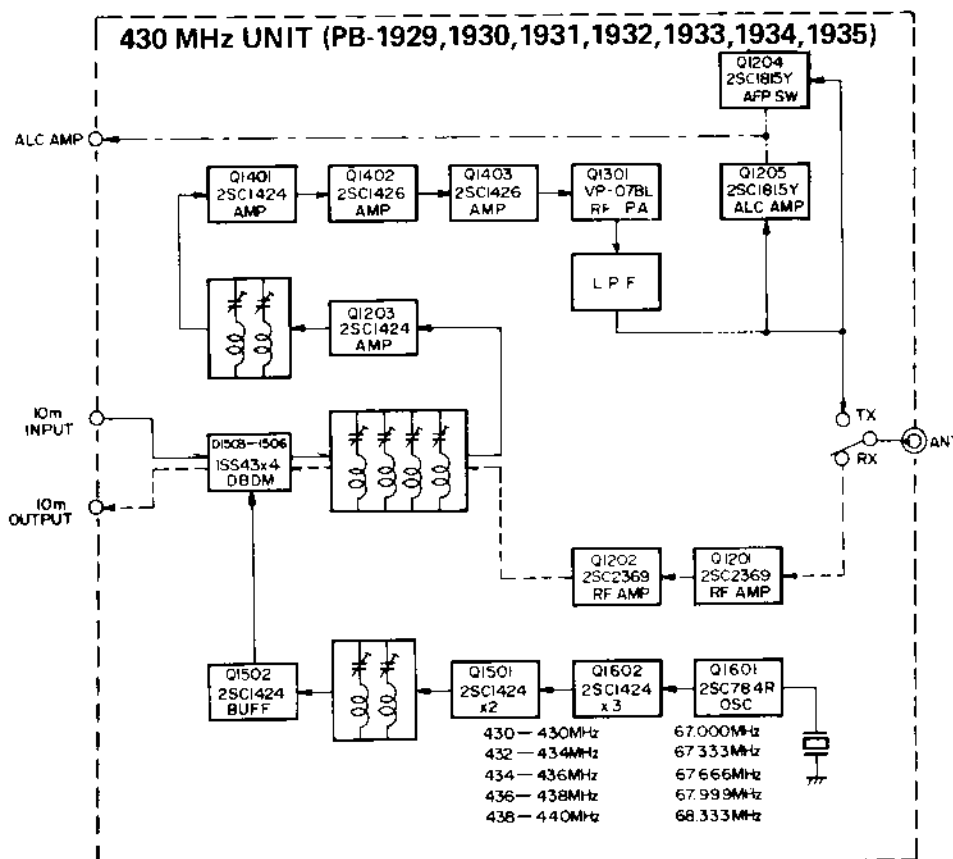 430 MHz UNIT (PB-1929,1930,1931,1932,1933,1934,1935)
Q1204
2SC1815Y
AFP SW
ALC AMP
Q1401
2SC1424
AMP
Q1402
2SC1426
AMP
Q1403
2SC1426
AMP
Q1301
VP-07BL
RF PA
Q1205
2SC1815Y
ALC AMP
LPF
Q1203
2SC1424
AMP
10m
INPUT
D1503-1506
1SS43x4
DBDM
TX
RX
ANT
10m
OUTPUT
Q1202
2SC2369
RF AMP
Q1201
2SC2369
RF AMP
Q1502
2SC1424
BUFF
Q1501
2SC1424
x2
Q1602
2SC1424
x3
Q1601
2SC784R
OSC
430-430MHz 67.000MHz
432-434MHz 67.333MHz
434-436MHz 67.666MHz
436-438MHz 67.999MHz
438-440MHz 68.333MHz